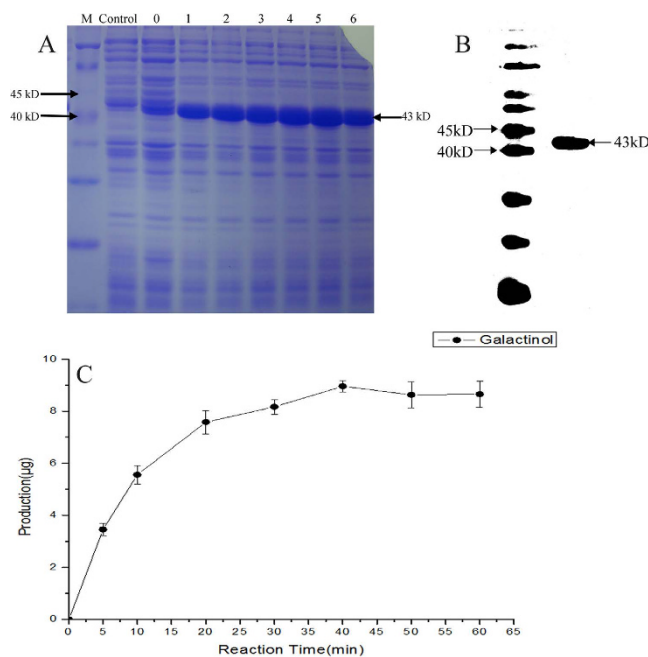 M Control 0 1 2 3 4 5 6
A
B
45 kD
40 kD
43 kD
45kD
40kD
43kD
Galactinol
C
10
8
6
4
2
0
Production(μg)
0 5 10 15 20 25 30 35 40 45 50 55 60 65
Reaction Time(min)